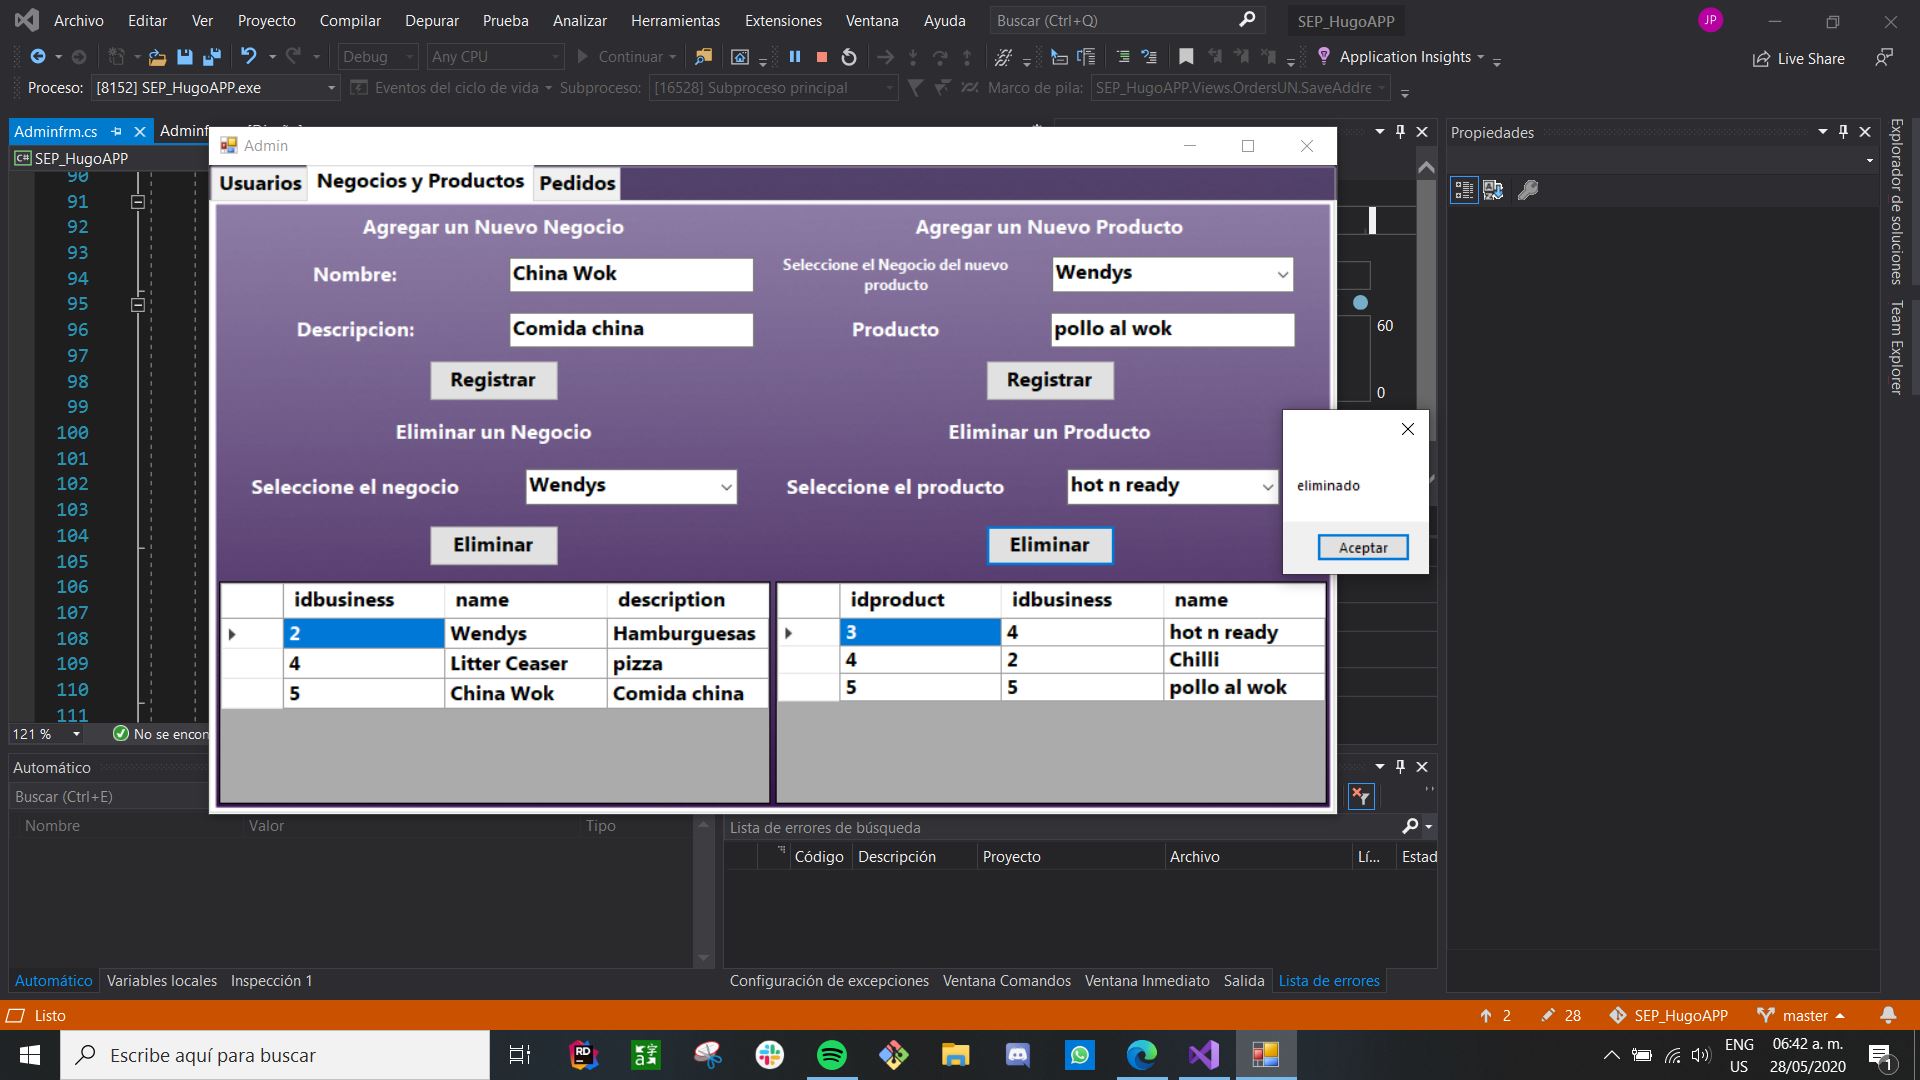 Archivo Editar Ver Proyecto Compilar Depurar Prueba Analizar Herramientas Extensiones Ventana Ayuda Buscar (Ctrl+Q) SEP_HugoAPP JP
Debug Any CPU Continuar Application Insights Live Share
Proceso: [8152] SEP_HugoAPP.exe Eventos del ciclo de vida Subproceso: [16528] Subproceso principal Marco de pila: SEP_HugoAPP.Views.OrdersUN.SaveAddre
Adminfrm.cs
SEP_HugoAPP
90
91
92
93
94
95
96
97
98
99
100
101
102
103
104
105
106
107
108
109
110
111
121 % No se encon
Admin
Usuarios Negocios y Productos Pedidos
Agregar un Nuevo Negocio
Nombre: China Wok
Descripcion: Comida china
Registrar
Eliminar un Negocio
Seleccione el negocio Wendys
Eliminar
Agregar un Nuevo Producto
Seleccione el Negocio del nuevo
producto
Wendys
Producto pollo al wok
Registrar
Eliminar un Producto
Seleccione el producto hot n ready
Eliminar
idbusiness name description
2 Wendys Hamburguesas
4 Litter Ceaser pizza
5 China Wok Comida china
idproduct idbusiness name
3 4 hot n ready
4 2 Chilli
5 5 pollo al wok
eliminado
Aceptar
60
0
Propiedades
Explorador de soluciones
Team Explorer
Automático
Buscar (Ctrl+E)
Nombre Valor Tipo
Automático Variables locales Inspección 1
Lista de errores de búsqueda
Código Descripción Proyecto Archivo Lí... Estad
Configuración de excepciones Ventana Comandos Ventana Inmediato Salida Lista de errores
Listo 2 28 SEP_HugoAPP master
Escribe aquí para buscar
RD
ENG
US
06:42 a. m.
28/05/2020
1